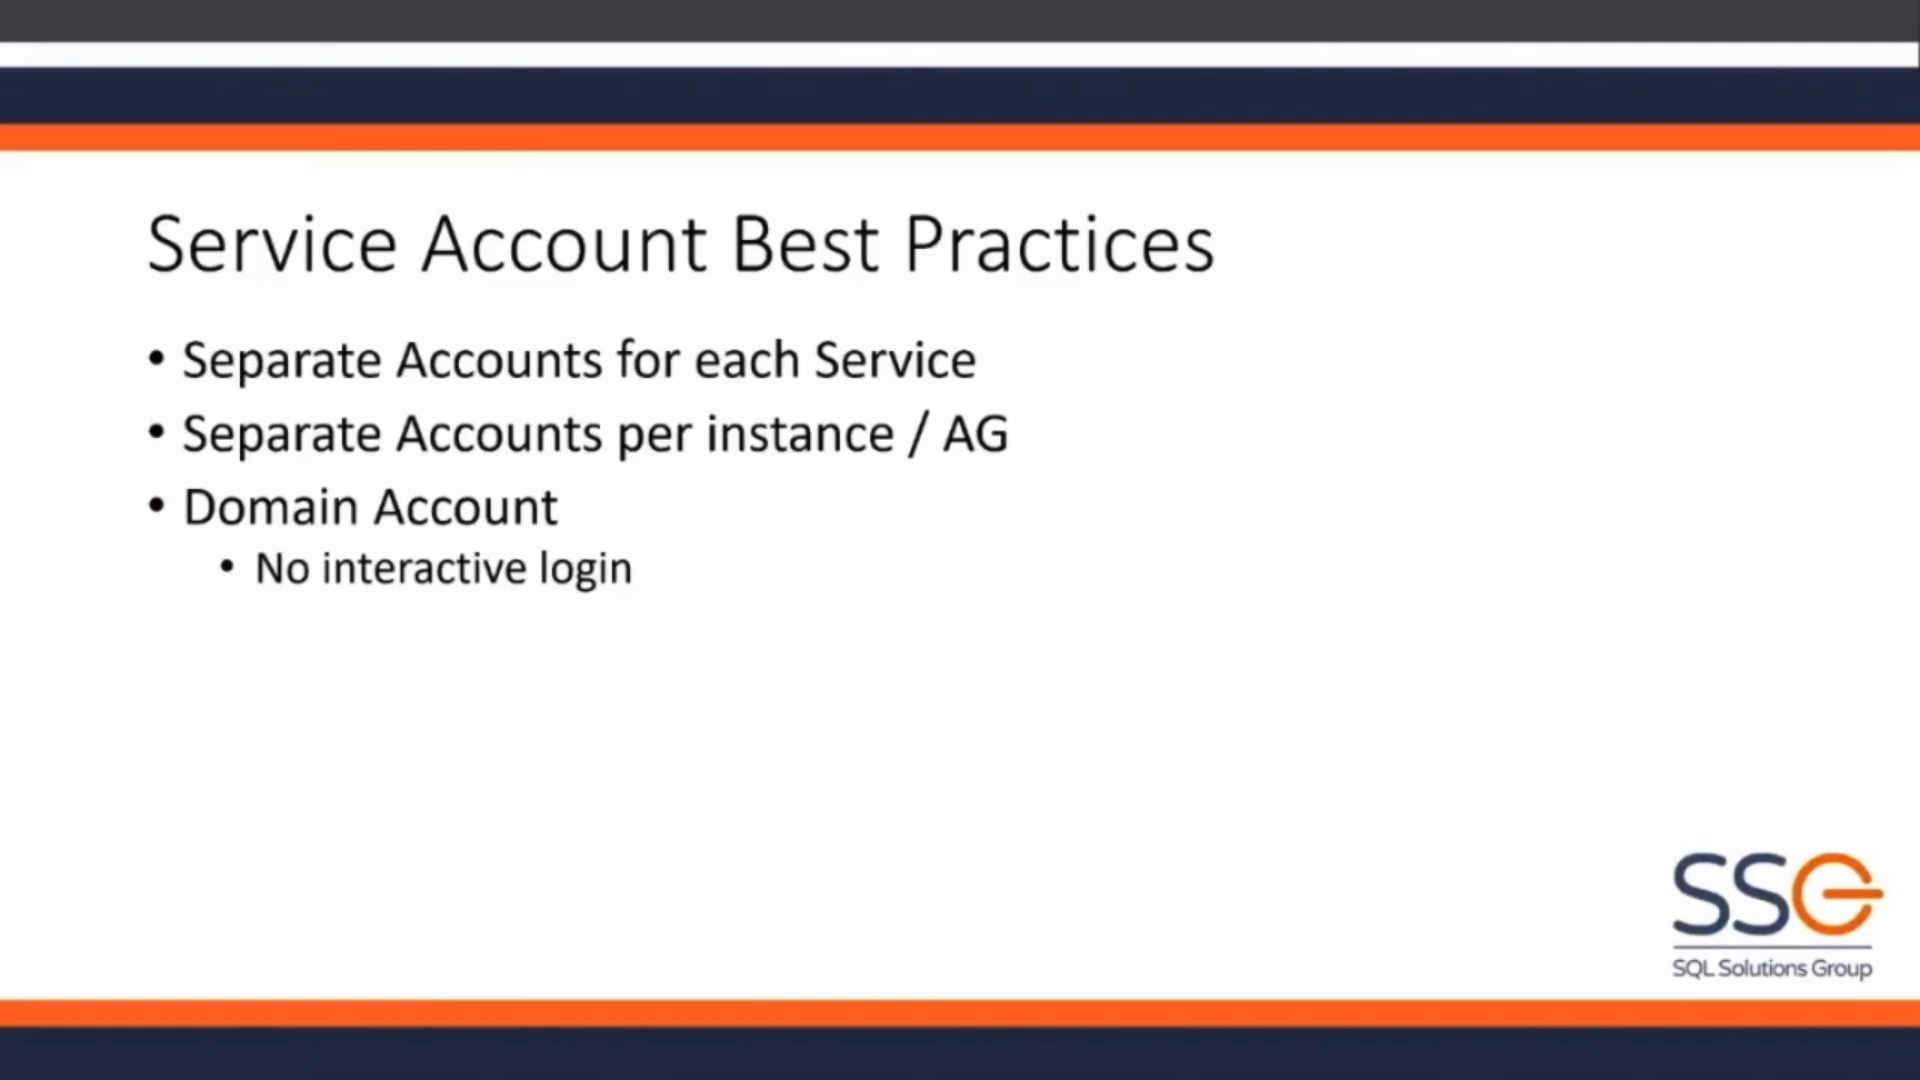 Service Account Best Practices
• Separate Accounts for each Service
• Separate Accounts per instance / AG
• Domain Account
• No interactive login
SSG
SQL Solutions Group